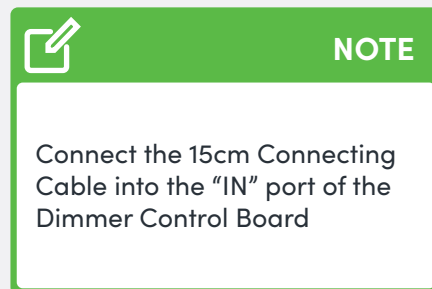 NOTE
Connect the 15cm Connecting
Cable into the “IN” port of the
Dimmer Control Board